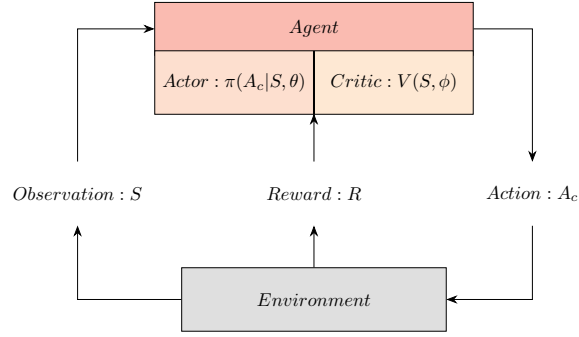 Agent
Actor : π(A_c|S, θ)
Critic : V(S, ϕ)
Observation : S
Reward : R
Action : A_c
Environment